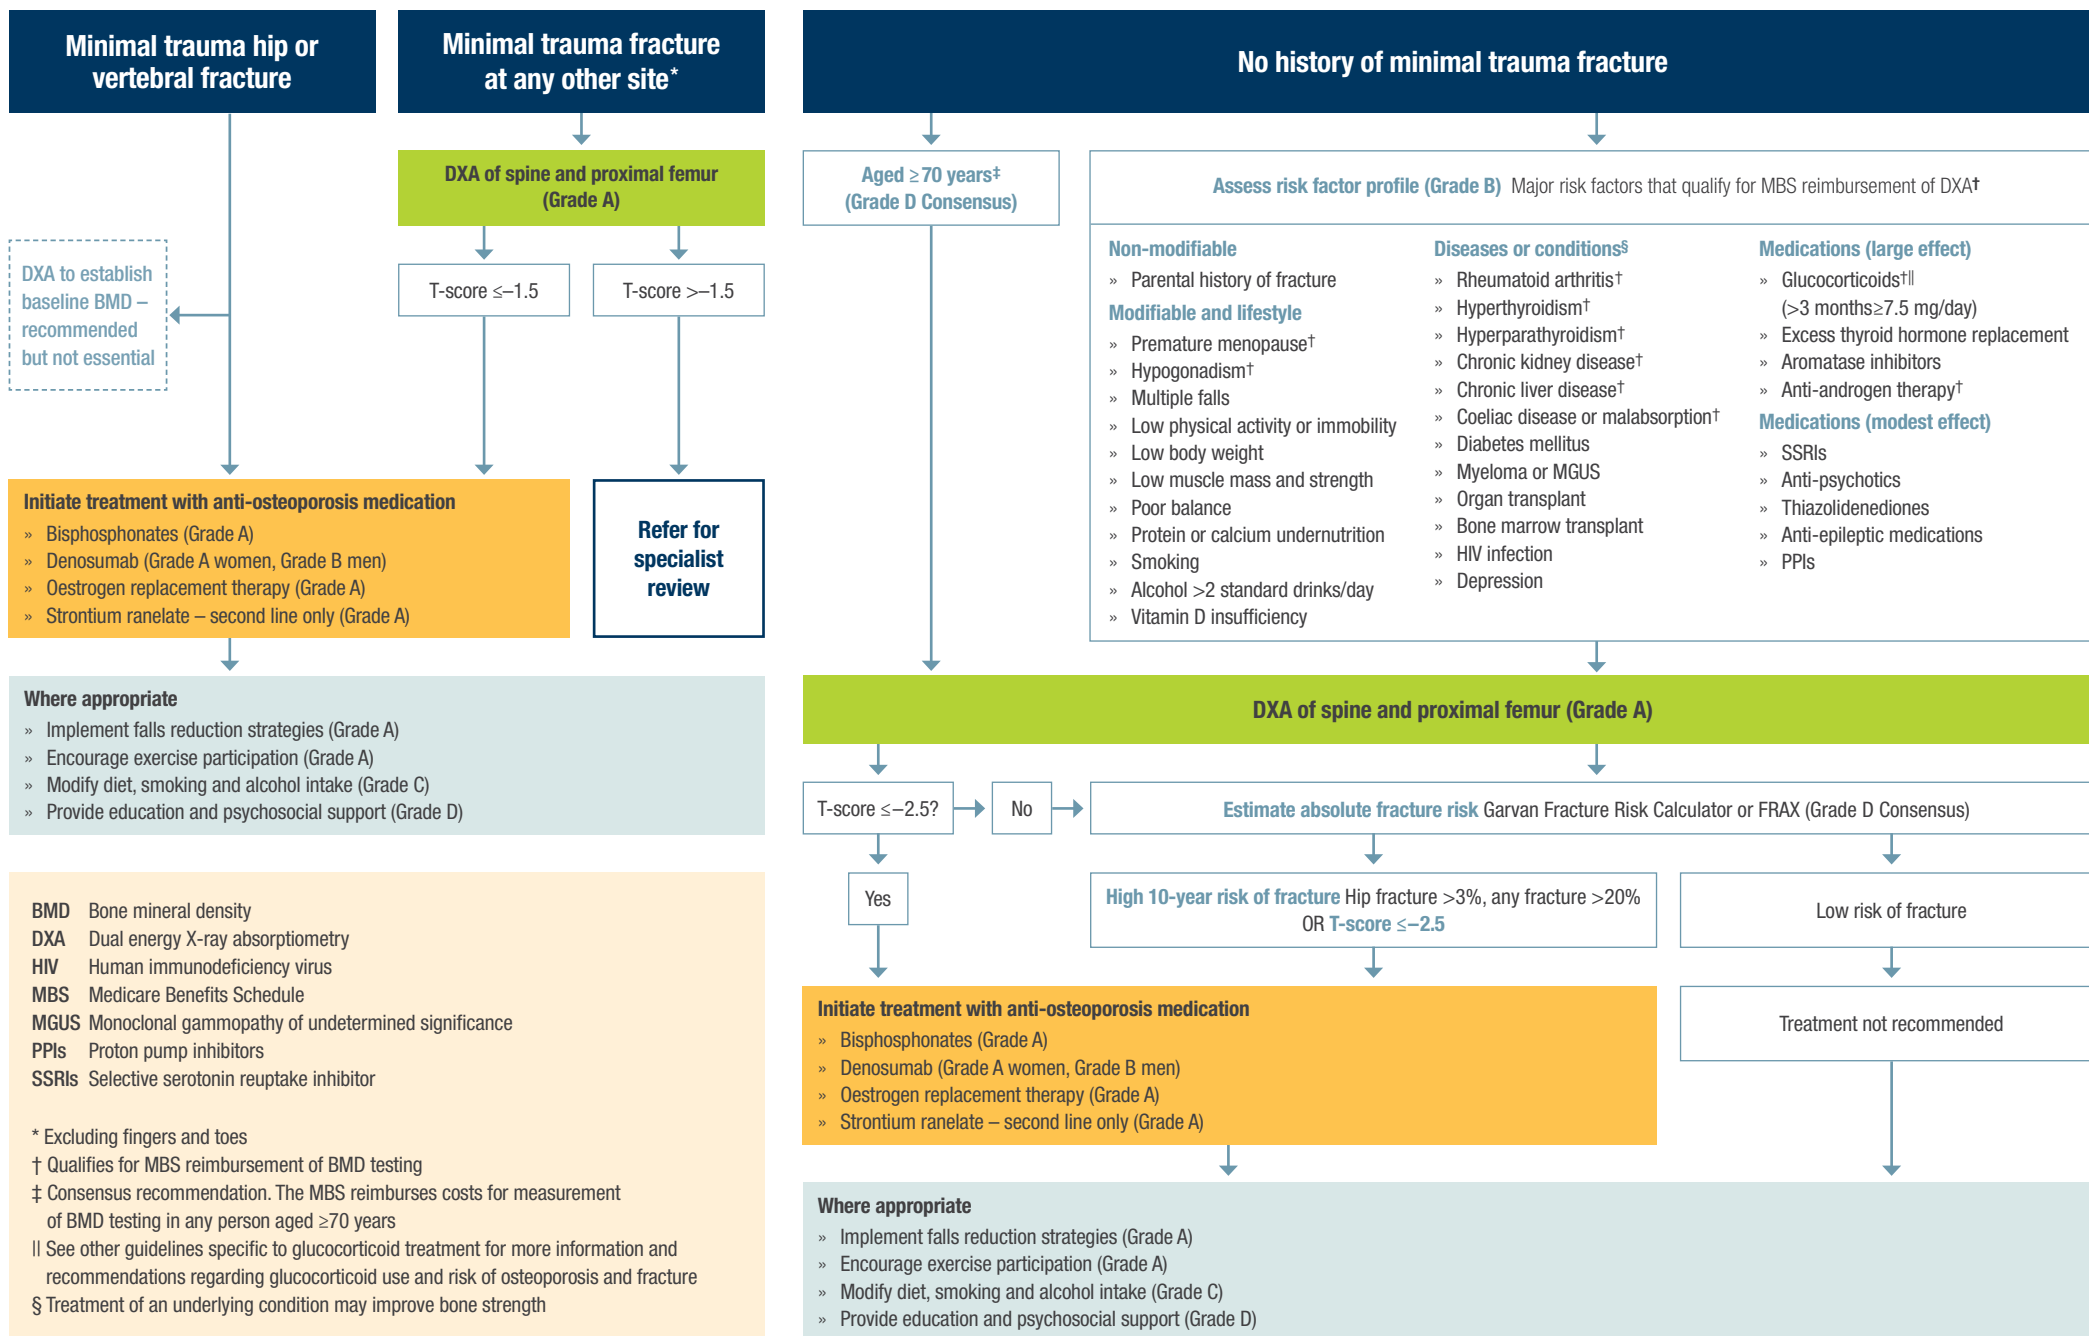 Minimal trauma hip or
vertebral fracture
DXA to establish
baseline BMD –
recommended
but not essential
Minimal trauma fracture
at any other site*
DXA of spine and proximal femur
(Grade A)
T-score ≤–1.5
T-score >–1.5
Initiate treatment with anti-osteoporosis medication
» Bisphosphonates (Grade A)
» Denosumab (Grade A women, Grade B men)
» Oestrogen replacement therapy (Grade A)
» Strontium ranelate – second line only (Grade A)
Refer for
specialist
review
Where appropriate
» Implement falls reduction strategies (Grade A)
» Encourage exercise participation (Grade A)
» Modify diet, smoking and alcohol intake (Grade C)
» Provide education and psychosocial support (Grade D)
BMD Bone mineral density
DXA Dual energy X-ray absorptiometry
HIV Human immunodeficiency virus
MBS Medicare Benefits Schedule
MGUS Monoclonal gammopathy of undetermined significance
PPIs Proton pump inhibitors
SSRIs Selective serotonin reuptake inhibitor
* Excluding fingers and toes
† Qualifies for MBS reimbursement of BMD testing
‡ Consensus recommendation. The MBS reimburses costs for measurement
of BMD testing in any person aged ≥70 years
|| See other guidelines specific to glucocorticoid treatment for more information and
recommendations regarding glucocorticoid use and risk of osteoporosis and fracture
§ Treatment of an underlying condition may improve bone strength
No history of minimal trauma fracture
Aged ≥70 years‡
(Grade D Consensus)
Assess risk factor profile (Grade B) Major risk factors that qualify for MBS reimbursement of DXA†
Non-modifiable
» Parental history of fracture
Modifiable and lifestyle
» Premature menopause†
» Hypogonadism†
» Multiple falls
» Low physical activity or immobility
» Low body weight
» Low muscle mass and strength
» Poor balance
» Protein or calcium undernutrition
» Smoking
» Alcohol >2 standard drinks/day
» Vitamin D insufficiency
Diseases or conditions§
» Rheumatoid arthritis†
» Hyperthyroidism†
» Hyperparathyroidism†
» Chronic kidney disease†
» Chronic liver disease†
» Coeliac disease or malabsorption†
» Diabetes mellitus
» Myeloma or MGUS
» Organ transplant
» Bone marrow transplant
» HIV infection
» Depression
Medications (large effect)
» Glucocorticoids†||
(>3 months≥7.5 mg/day)
» Excess thyroid hormone replacement
» Aromatase inhibitors
» Anti-androgen therapy†
Medications (modest effect)
» SSRIs
» Anti-psychotics
» Thiazolidenediones
» Anti-epileptic medications
» PPIs
DXA of spine and proximal femur (Grade A)
T-score ≤–2.5?
No
Estimate absolute fracture risk Garvan Fracture Risk Calculator or FRAX (Grade D Consensus)
Yes
High 10-year risk of fracture Hip fracture >3%, any fracture >20%
OR T-score ≤–2.5
Low risk of fracture
Initiate treatment with anti-osteoporosis medication
» Bisphosphonates (Grade A)
» Denosumab (Grade A women, Grade B men)
» Oestrogen replacement therapy (Grade A)
» Strontium ranelate – second line only (Grade A)
Treatment not recommended
Where appropriate
» Implement falls reduction strategies (Grade A)
» Encourage exercise participation (Grade A)
» Modify diet, smoking and alcohol intake (Grade C)
» Provide education and psychosocial support (Grade D)